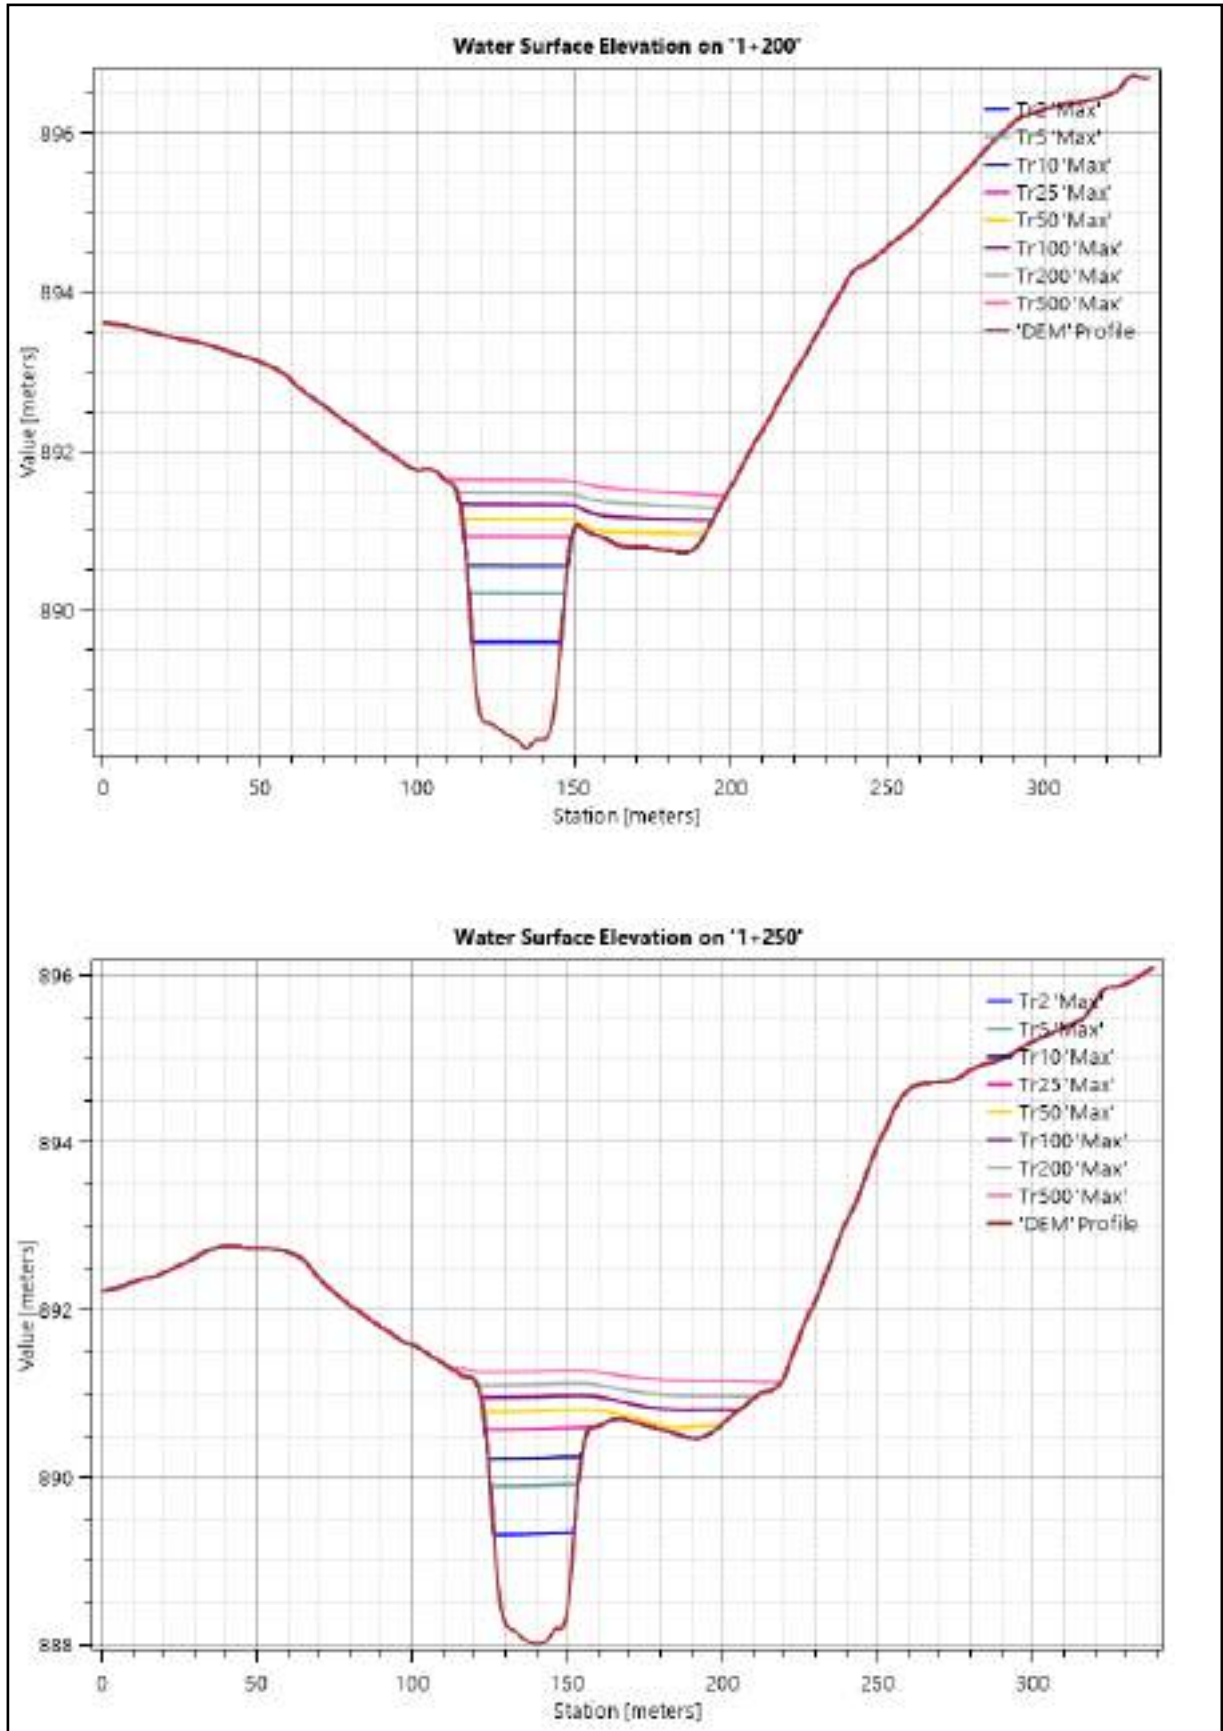 Water Surface Elevation on "1+200"
Tr2 'Max'
896
Tr5 'Max'
Tr10 'Max'
Tr25 'Max'
Tr50 'Max'
Tr100 'Max'
Tr200 'Max'
894
Tr500 'Max'
'DEM' Profile
Value [meters]
892
890
0 50 100 150 200 250 300
Station [meters]
Water Surface Elevation on "1+250"
896
Tr2 'Max'
Tr5 'Max'
Tr10 'Max'
Tr25 'Max'
Tr50 'Max'
894
Tr100 'Max'
Tr200 'Max'
Tr500 'Max'
'DEM' Profile
Value [meters]
892
890
888
0 50 100 150 200 250 300
Station [meters]